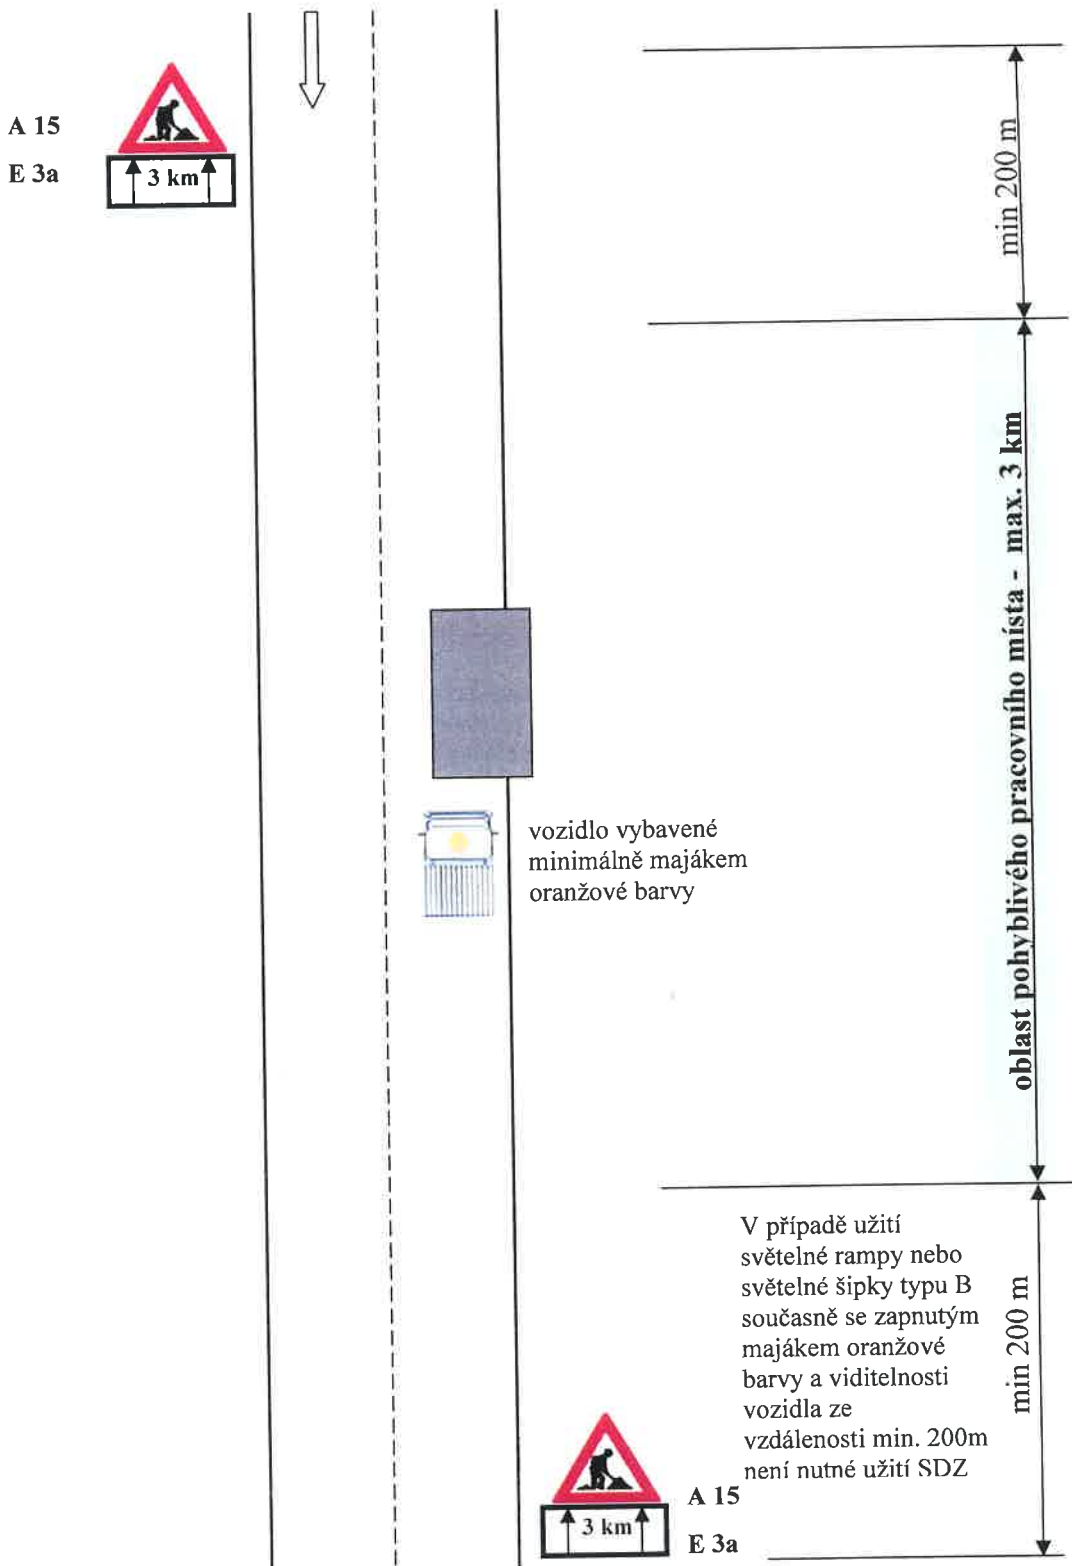 A 15
E 3a
3 km
min 200 m
oblast pohyblivého pracovního místa - max. 3 km
vozidlo vybavené
minimálně majákem
oranžové barvy
V případě užití
světelné rampy nebo
světelné šipky typu B
současně se zapnutým
majákem oranžové
barvy a viditelnosti
vozidla ze
vzdálenosti min. 200m
není nutné užití SDZ
min 200 m
3 km
A 15
E 3a